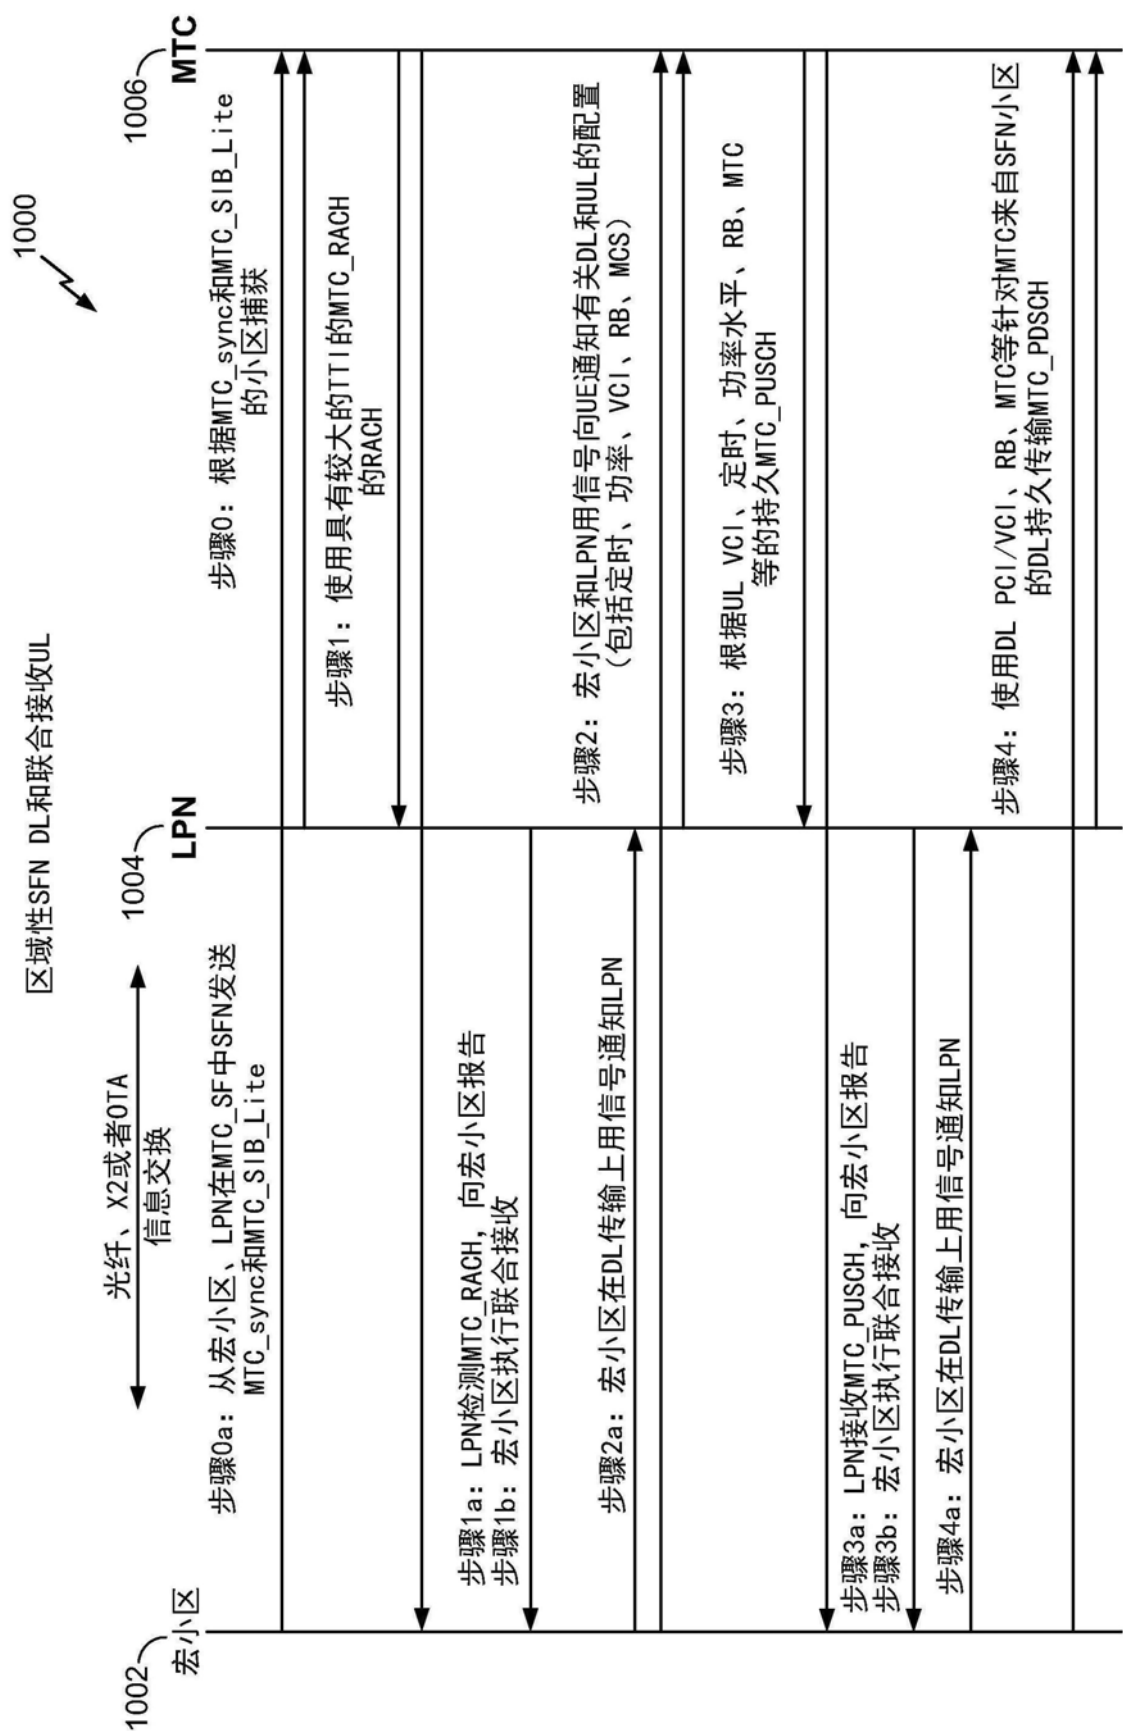 区域性SFN DL和联合接收UL
1000
光纤、X2或者OTA
信息交换
1002
宏小区
1004
LPN
1006
MTC
步骤0a: 从宏小区、LPN在MTC_SF中SFN发送
MTC_sync和MTC_SIB_Lite
步骤0: 根据MTC_sync和MTC_SIB_Lite
的小区捕获
步骤1: 使用具有较大的TTI的MTC_RACH
的RACH
步骤1a: LPN检测MTC_RACH, 向宏小区报告
步骤1b: 宏小区执行联合接收
步骤2a: 宏小区在DL传输上用信号通知LPN
步骤2: 宏小区和LPN用信号向UE通知有关DL和UL的配置
(包括定时、功率、VCI、RB、MCS)
步骤3: 根据UL VCI、定时、功率水平、RB、MTC
等的持久MTC_PUSCH
步骤3a: LPN接收MTC_PUSCH, 向宏小区报告
步骤3b: 宏小区执行联合接收
步骤4a: 宏小区在DL传输上用信号通知LPN
步骤4: 使用DL PCI/VCI、RB、MTC等针对MTC来自SFN小区
的DL持久传输MTC_PDSCH